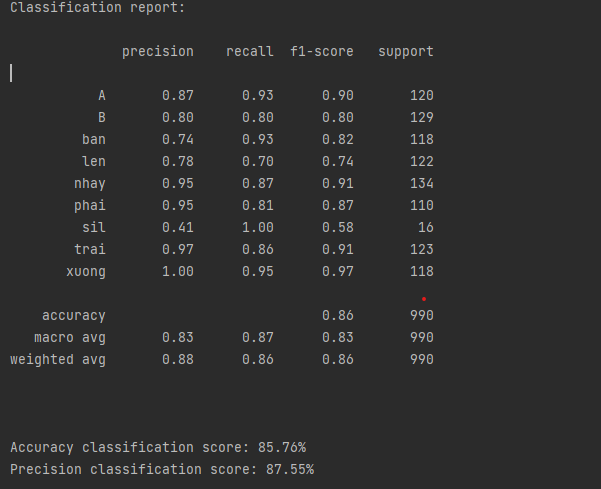 Classification report:
precision recall f1-score support
A 0.87 0.93 0.90 120
B 0.80 0.80 0.80 129
ban 0.74 0.93 0.82 118
len 0.78 0.70 0.74 122
nhay 0.95 0.87 0.91 134
phai 0.95 0.81 0.87 110
sil 0.41 1.00 0.58 16
trai 0.97 0.86 0.91 123
xuong 1.00 0.95 0.97 118
accuracy 0.86 990
macro avg 0.83 0.87 0.83 990
weighted avg 0.88 0.86 0.86 990
Accuracy classification score: 85.76%
Precision classification score: 87.55%